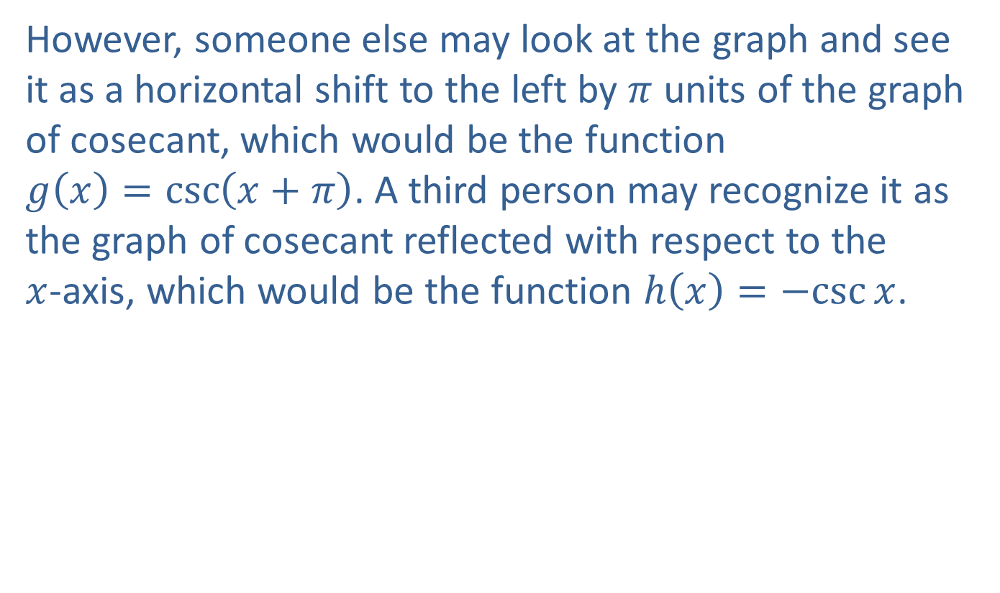 However, someone else may look at the graph and see
it as a horizontal shift to the left by π units of the graph
of cosecant, which would be the function
g(x) = csc(x + π). A third person may recognize it as
the graph of cosecant reflected with respect to the
x-axis, which would be the function h(x) = −csc x.